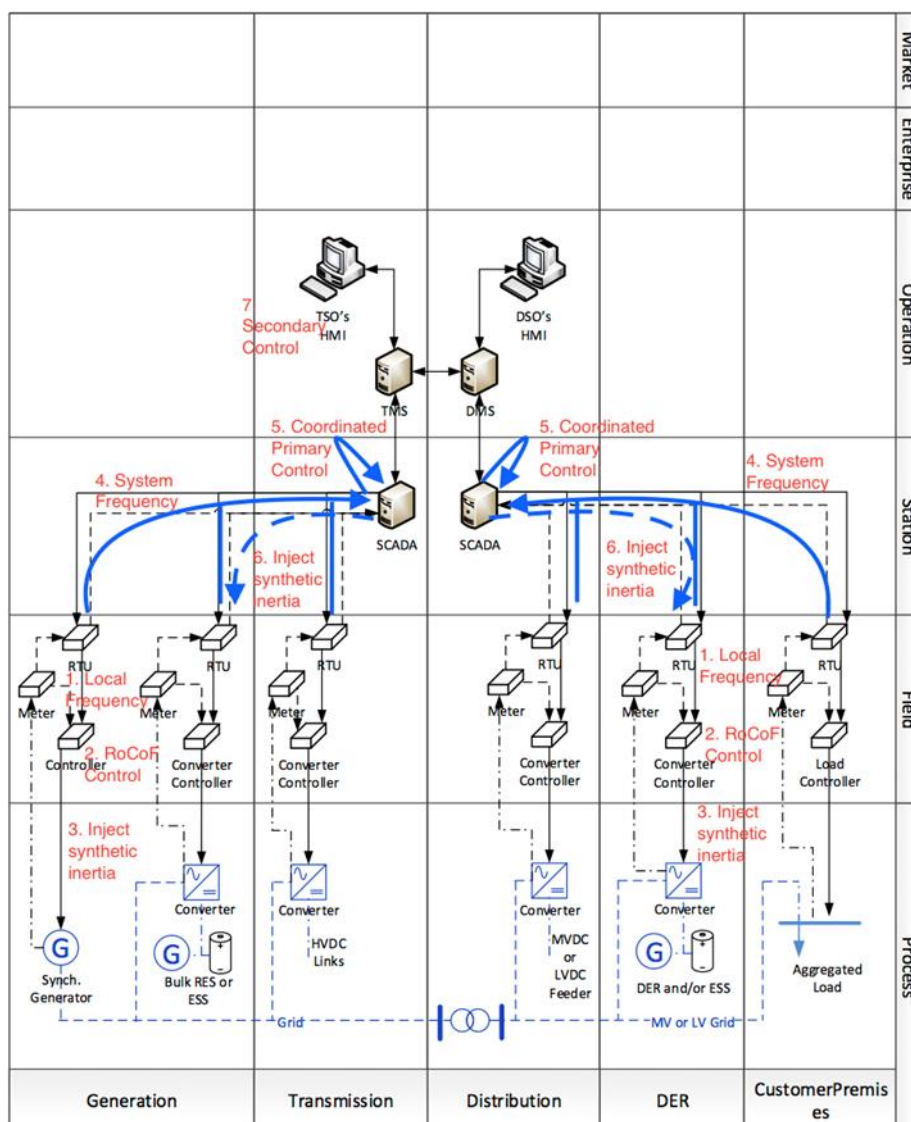 Market
Enterprise
Operation
TSO's
HMI
DSO's
HMI
7
Secondary
Control
TMS
DMS
5. Coordinated
Primary
Control
5. Coordinated
Primary
Control
Station
4. System
Frequency
4. System
Frequency
SCADA
SCADA
6. Inject
synthetic
inertia
6. Inject
synthetic
inertia
Field
RTU
RTU
RTU
RTU
RTU
RTU
1. Local
Frequency
1. Local
Frequency
Meter
Meter
Meter
Meter
Meter
Meter
2. RoCoF
Control
2. RoCoF
Control
Controller
Converter
Controller
Converter
Controller
Converter
Controller
Converter
Controller
Load
Controller
Process
3. Inject
synthetic
inertia
3. Inject
synthetic
inertia
Converter
Converter
Converter
Converter
G
Synch.
Generator
G
Bulk RES or
ESS
HVDC
Links
MVDC
or
LVDC
Feeder
G
DER and/or ESS
Aggregated
Load
Grid
MV or LV Grid
Generation
Transmission
Distribution
DER
CustomerPremis
es